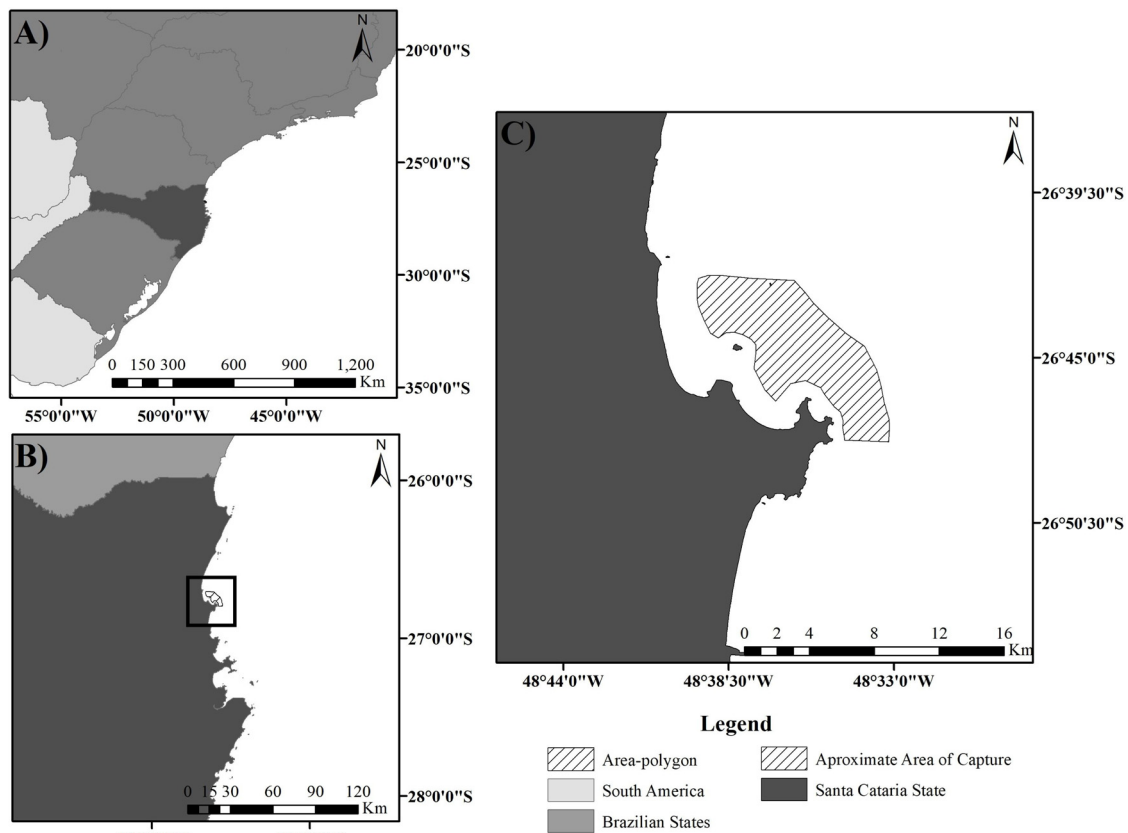 A)
N
20°0'0"S
25°0'0"S
30°0'0"S
35°0'0"S
0 150 300 600 900 1,200
Km
55°0'0"W 50°0'0"W 45°0'0"W
B)
N
26°0'0"S
27°0'0"S
28°0'0"S
0 15 30 60 90 120
Km
C)
N
26°39'30"S
26°45'0"S
26°50'30"S
0 2 4 8 12 16
Km
48°44'0"W 48°38'30"W 48°33'0"W
Legend
Area-polygon
Aproximate Area of Capture
South America
Santa Cataria State
Brazilian States